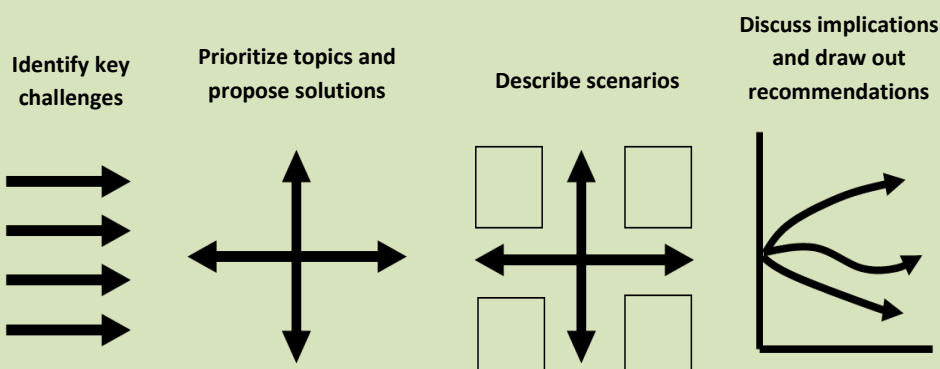 Identify key
challenges
Prioritize topics and
propose solutions
Describe scenarios
Discuss implications
and draw out
recommendations